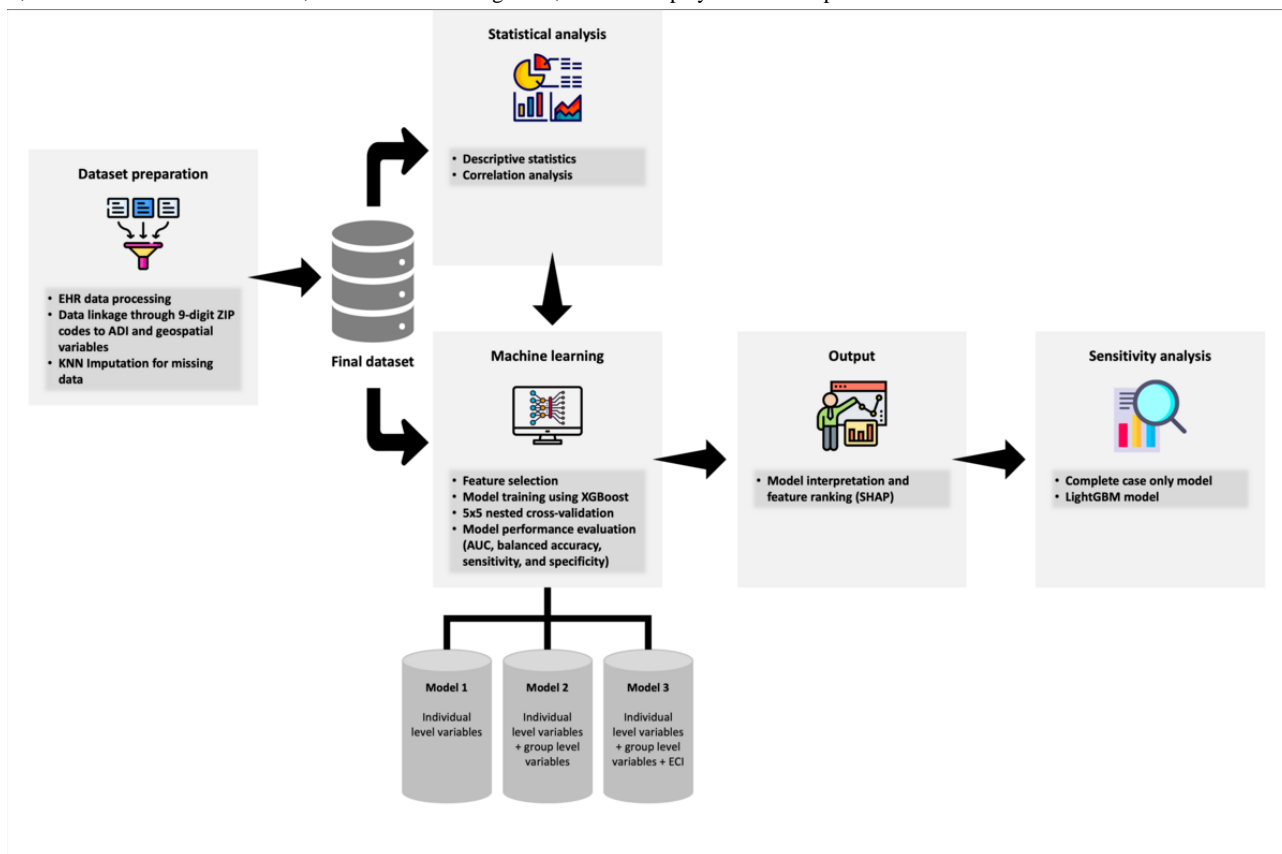 Statistical analysis
• Descriptive statistics
• Correlation analysis
Dataset preparation
• EHR data processing
• Data linkage through 9-digit ZIP
codes to ADI and geospatial
variables
• KNN Imputation for missing
data
Final dataset
Machine learning
• Feature selection
• Model training using XGBoost
• 5x5 nested cross-validation
• Model performance evaluation
(AUC, balanced accuracy,
sensitivity, and specificity)
Output
• Model interpretation and
feature ranking (SHAP)
Sensitivity analysis
• Complete case only model
• LightGBM model
Model 1
Individual
level variables
Model 2
Individual
level variables
+ group level
variables
Model 3
Individual
level variables
+ group level
variables + ECI